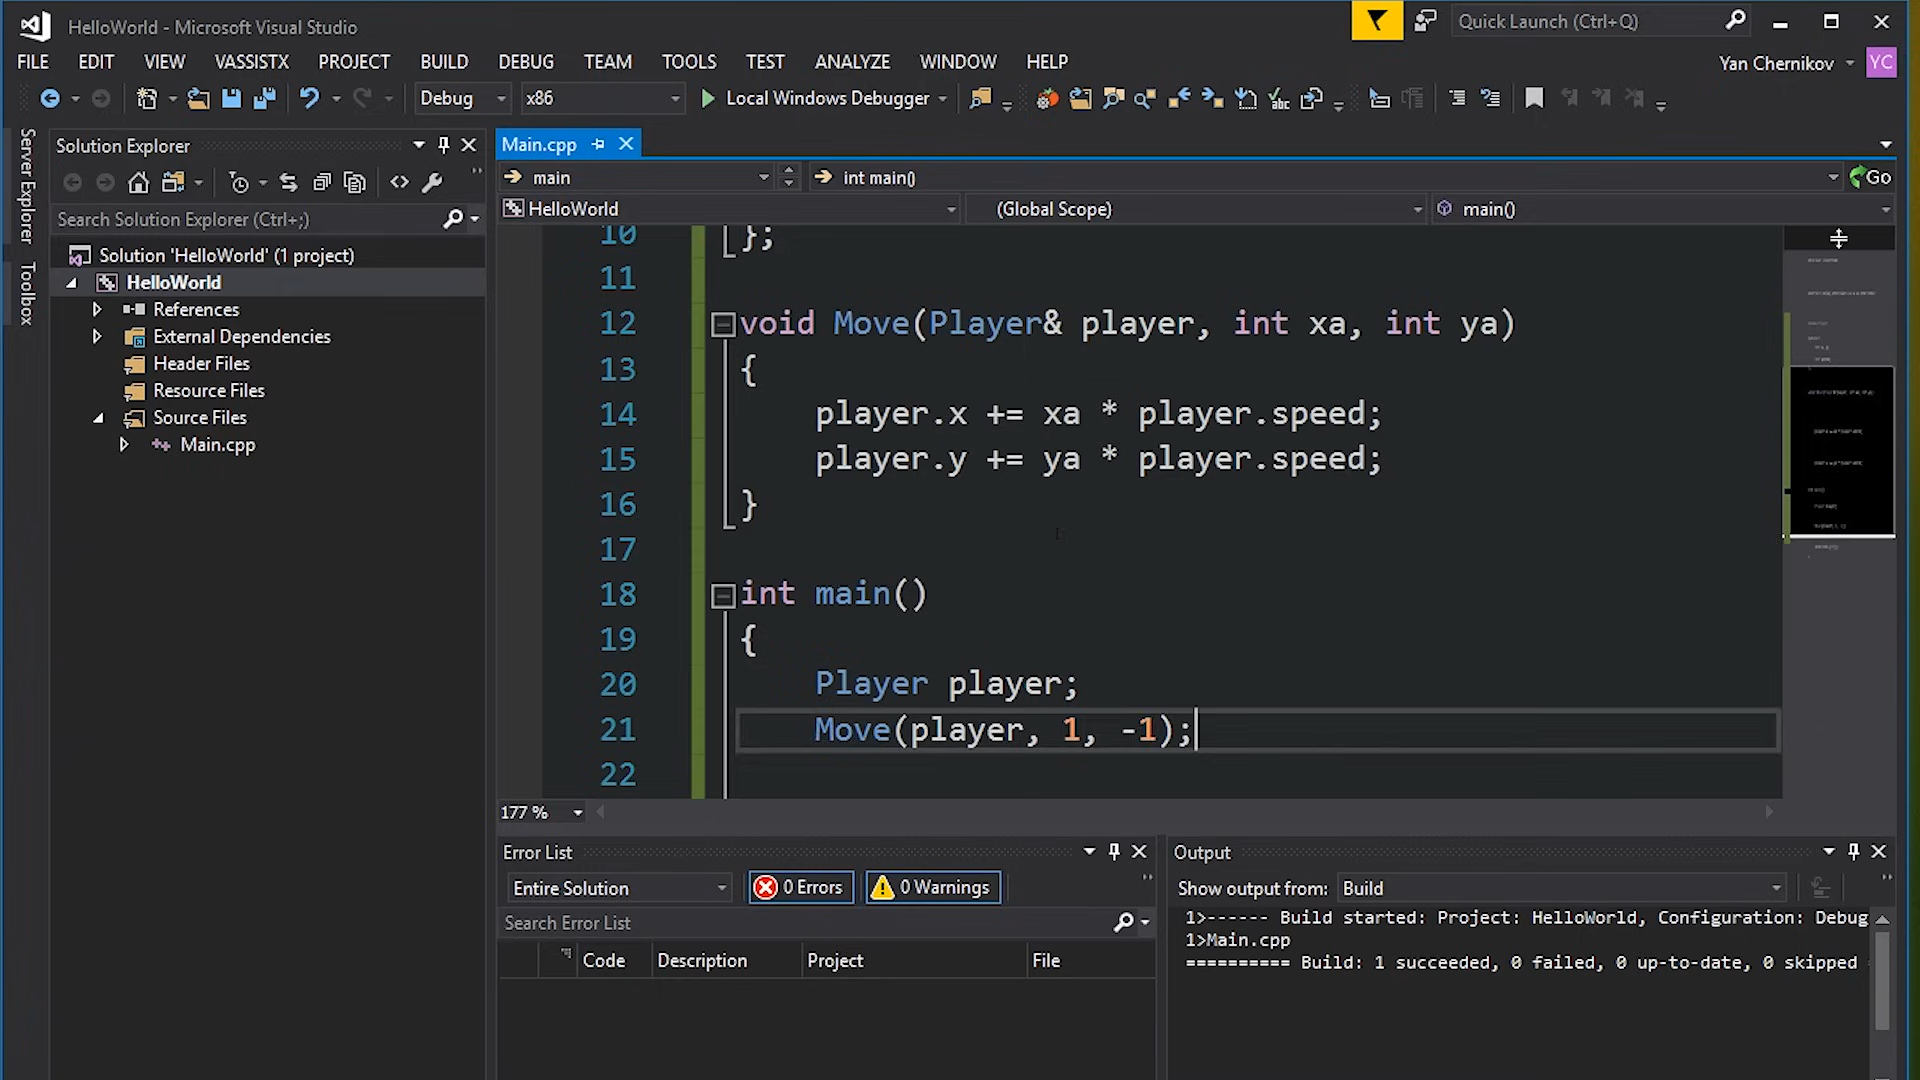 HelloWorld - Microsoft Visual Studio
Quick Launch (Ctrl+Q)
FILE EDIT VIEW VASSISTX PROJECT BUILD DEBUG TEAM TOOLS TEST ANALYZE WINDOW HELP
Yan Chernikov YC
Debug x86 Local Windows Debugger
Server Explorer
Toolbox
Solution Explorer
Search Solution Explorer (Ctrl+;)
Solution 'HelloWorld' (1 project)
HelloWorld
References
External Dependencies
Header Files
Resource Files
Source Files
Main.cpp
Main.cpp
main int main() Go
HelloWorld (Global Scope) main()
10 };
11
12 void Move(Player& player, int xa, int ya)
13 {
14 player.x += xa * player.speed;
15 player.y += ya * player.speed;
16 }
17
18 int main()
19 {
20 Player player;
21 Move(player, 1, -1);
22
177 %
Error List
Entire Solution 0 Errors 0 Warnings
Search Error List
Code Description Project File
Output
Show output from: Build
1>------ Build started: Project: HelloWorld, Configuration: Debug
1>Main.cpp
========== Build: 1 succeeded, 0 failed, 0 up-to-date, 0 skipped